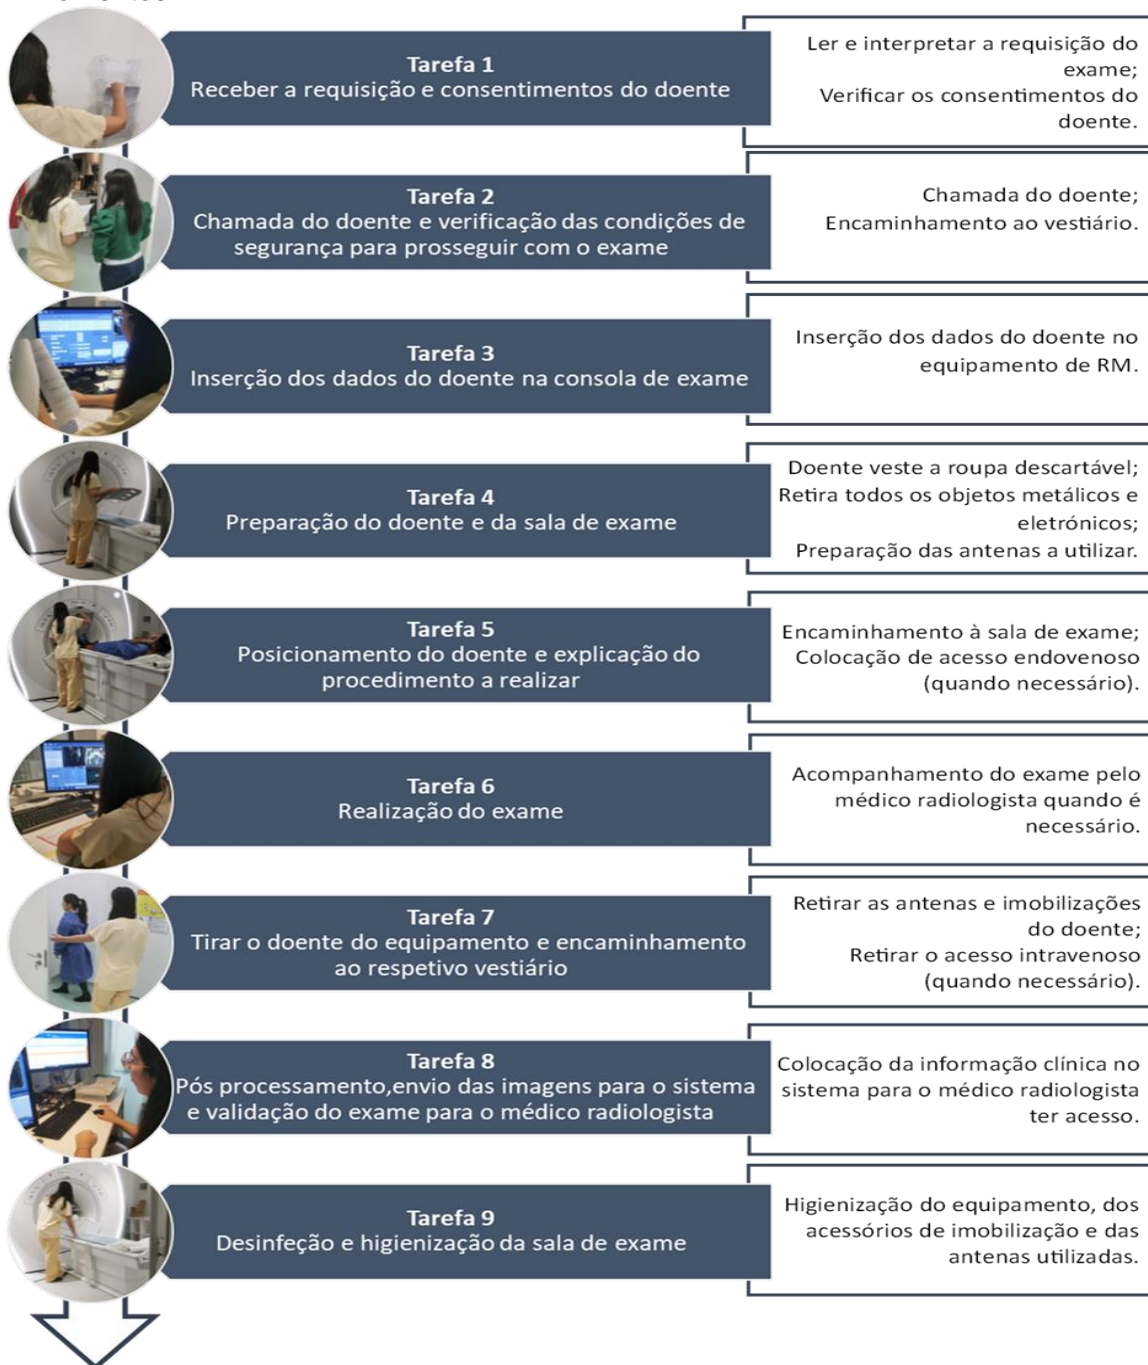 Tarefa 1
Receber a requisição e consentimentos do doente
Ler e interpretar a requisição do
exame;
Verificar os consentimentos do
doente.
Tarefa 2
Chamada do doente e verificação das condições de
segurança para prosseguir com o exame
Chamada do doente;
Encaminhamento ao vestiário.
Tarefa 3
Inserção dos dados do doente na consola de exame
Inserção dos dados do doente no
equipamento de RM.
Tarefa 4
Preparação do doente e da sala de exame
Doente veste a roupa descartável;
Retira todos os objetos metálicos e
eletrónicos;
Preparação das antenas a utilizar.
Tarefa 5
Posicionamento do doente e explicação do
procedimento a realizar
Encaminhamento à sala de exame;
Colocação de acesso endovenoso
(quando necessário).
Tarefa 6
Realização do exame
Acompanhamento do exame pelo
médico radiologista quando é
necessário.
Tarefa 7
Tirar o doente do equipamento e encaminhamento
ao respetivo vestiário
Retirar as antenas e imobilizações
do doente;
Retirar o acesso intravenoso
(quando necessário).
Tarefa 8
Pós processamento,envio das imagens para o sistema
e validação do exame para o médico radiologista
Colocação da informação clínica no
sistema para o médico radiologista
ter acesso.
Tarefa 9
Desinfeção e higienização da sala de exame
Higienização do equipamento, dos
acessórios de imobilização e das
antenas utilizadas.